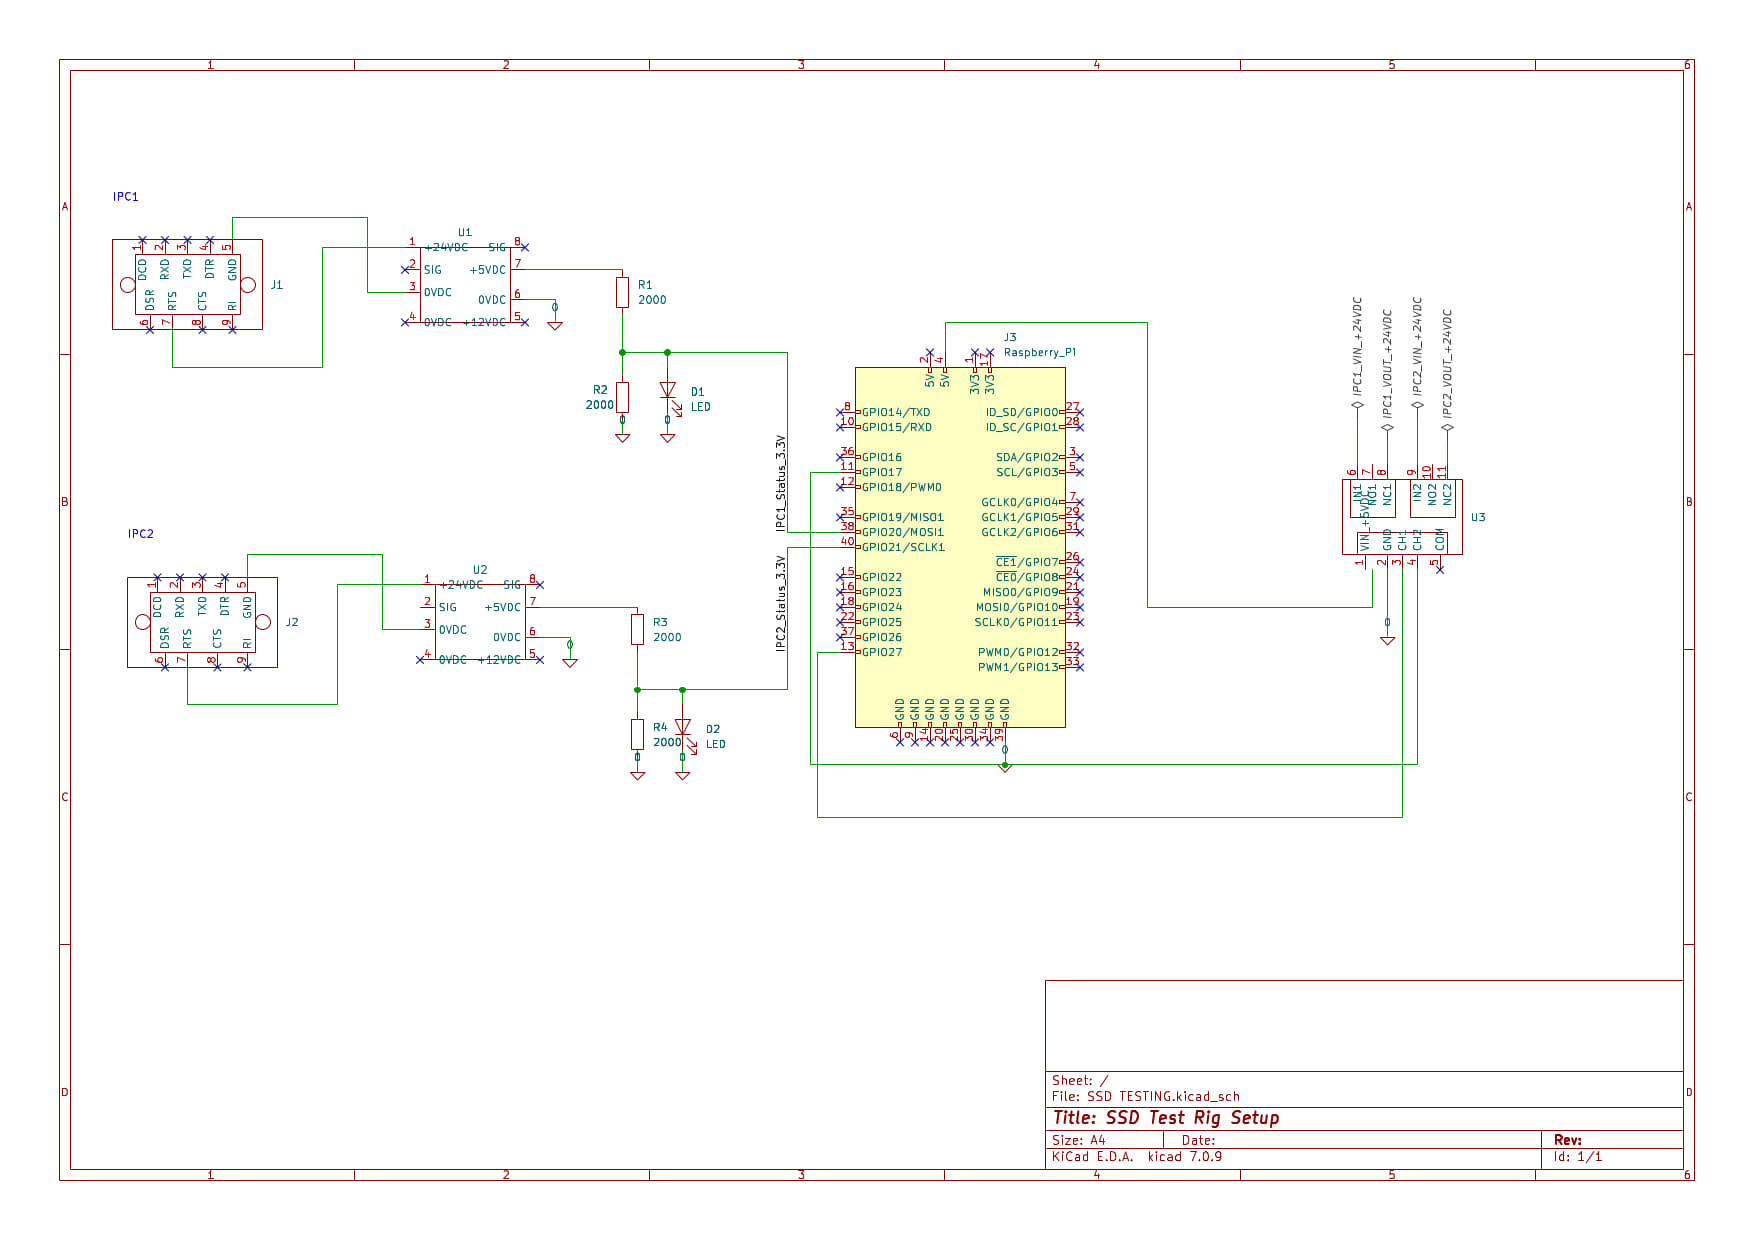 1 2 3 4 5 6
A A
B B
C C
D D
1 2 3 4 5 6
IPC1
1 2 3 4 5
DCD RXD TXD DTR GND
DSR RTS CTS RI
6 7 8 9
J1
U1
1 +24VDC SIG 8
2 SIG +5VDC 7
3 0VDC 0VDC 6
4 0VDC +12VDC 5
0
R1
2000
R2
2000
0
D1
LED
0
IPC1_Status_3.3V
IPC2
1 2 3 4 5
DCD RXD TXD DTR GND
DSR RTS CTS RI
6 7 8 9
J2
U2
1 +24VDC SIG 8
2 SIG +5VDC 7
3 0VDC 0VDC 6
4 0VDC +12VDC 5
0
R3
2000
R4
2000
0
D2
LED
0
IPC2_Status_3.3V
J3
Raspberry_P1
2 4 1 17
5V 5V 3V3 3V3
8 GPIO14/TXD ID_SD/GPIO0 27
10 GPIO15/RXD ID_SC/GPIO1 28
36 GPIO16 SDA/GPIO2 3
11 GPIO17 SCL/GPIO3 5
12 GPIO18/PWM0
GCLK0/GPIO4 7
35 GPIO19/MISO1 GCLK1/GPIO5 29
38 GPIO20/MOSI1 GCLK2/GPIO6 31
40 GPIO21/SCLK1
CE1/GPIO7 26
15 GPIO22 CE0/GPIO8 24
16 GPIO23 MISO0/GPIO9 21
18 GPIO24 MOSI0/GPIO10 19
22 GPIO25 SCLK0/GPIO11 23
37 GPIO26
13 GPIO27 PWM0/GPIO12 32
PWM1/GPIO13 33
GND GND GND GND GND GND GND GND
6 9 14 20 25 30 34 39
0
IPC1_VIN_+24VDC
IPC1_VOUT_+24VDC
IPC2_VIN_+24VDC
IPC2_VOUT_+24VDC
6 7 8 9 10 11
IN1 NO1 NC1 IN2 NO2 NC2
U3
VIN_+5VDC GND CH1 CH2 COM
1 2 3 4 5
0
Sheet: /
File: SSD TESTING.kicad_sch
Title: SSD Test Rig Setup
Size: A4 Date: Rev:
KiCad E.D.A. kicad 7.0.9 Id: 1/1